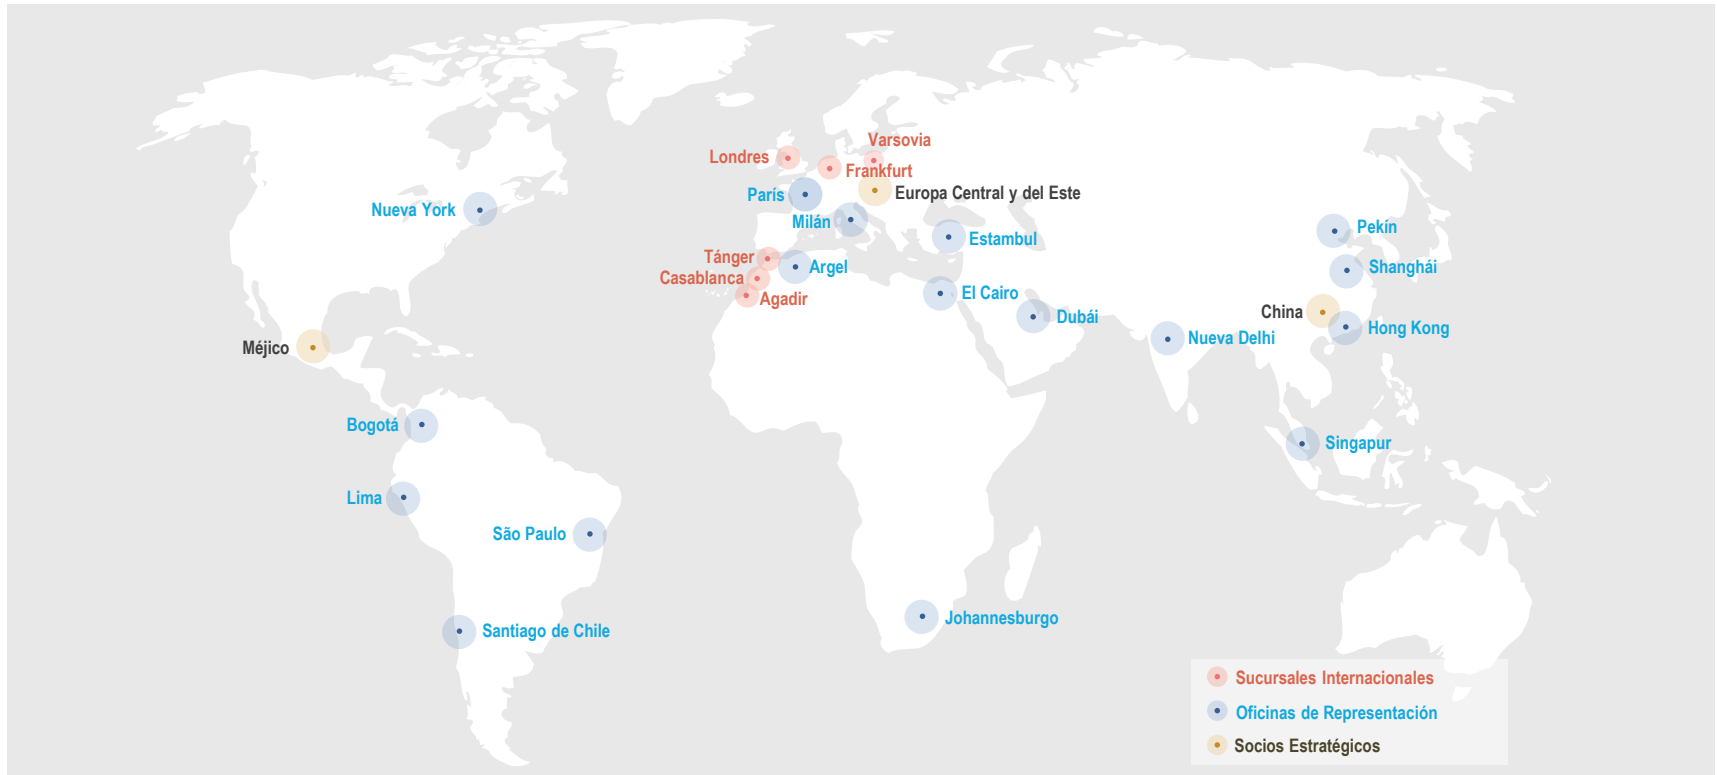 Varsovia
Londres
Frankfurt
París
Europa Central y del Este
Nueva York
Milán
Pekín
Estambul
Tánger
Argel
Shanghái
Casablanca
El Cairo
Agadir
China
Dubái
Hong Kong
Nueva Delhi
Méjico
Bogotá
Singapur
Lima
São Paulo
Johannesburgo
Santiago de Chile
Sucursales Internacionales
Oficinas de Representación
Socios Estratégicos